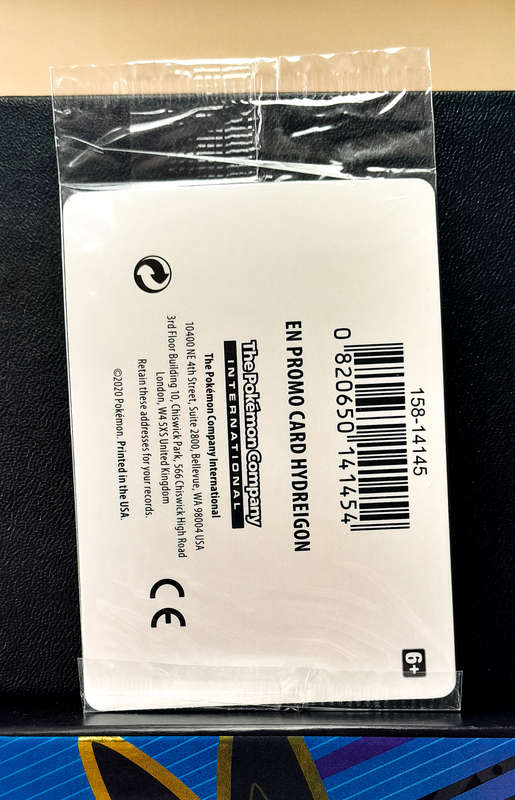 158-14145
0 820650 141454
EN PROMO CARD HYDREIGON
The Pokémon Company
INTERNATIONAL
The Pokémon Company International
10400 NE 4th Street, Suite 2800, Bellevue, WA 98004 USA
3rd Floor Building 10, Chiswick Park, 566 Chiswick High Road
London, W4 5XS United Kingdom
Retain these addresses for your records.
©2020 Pokémon. Printed in the USA.
CE
6+